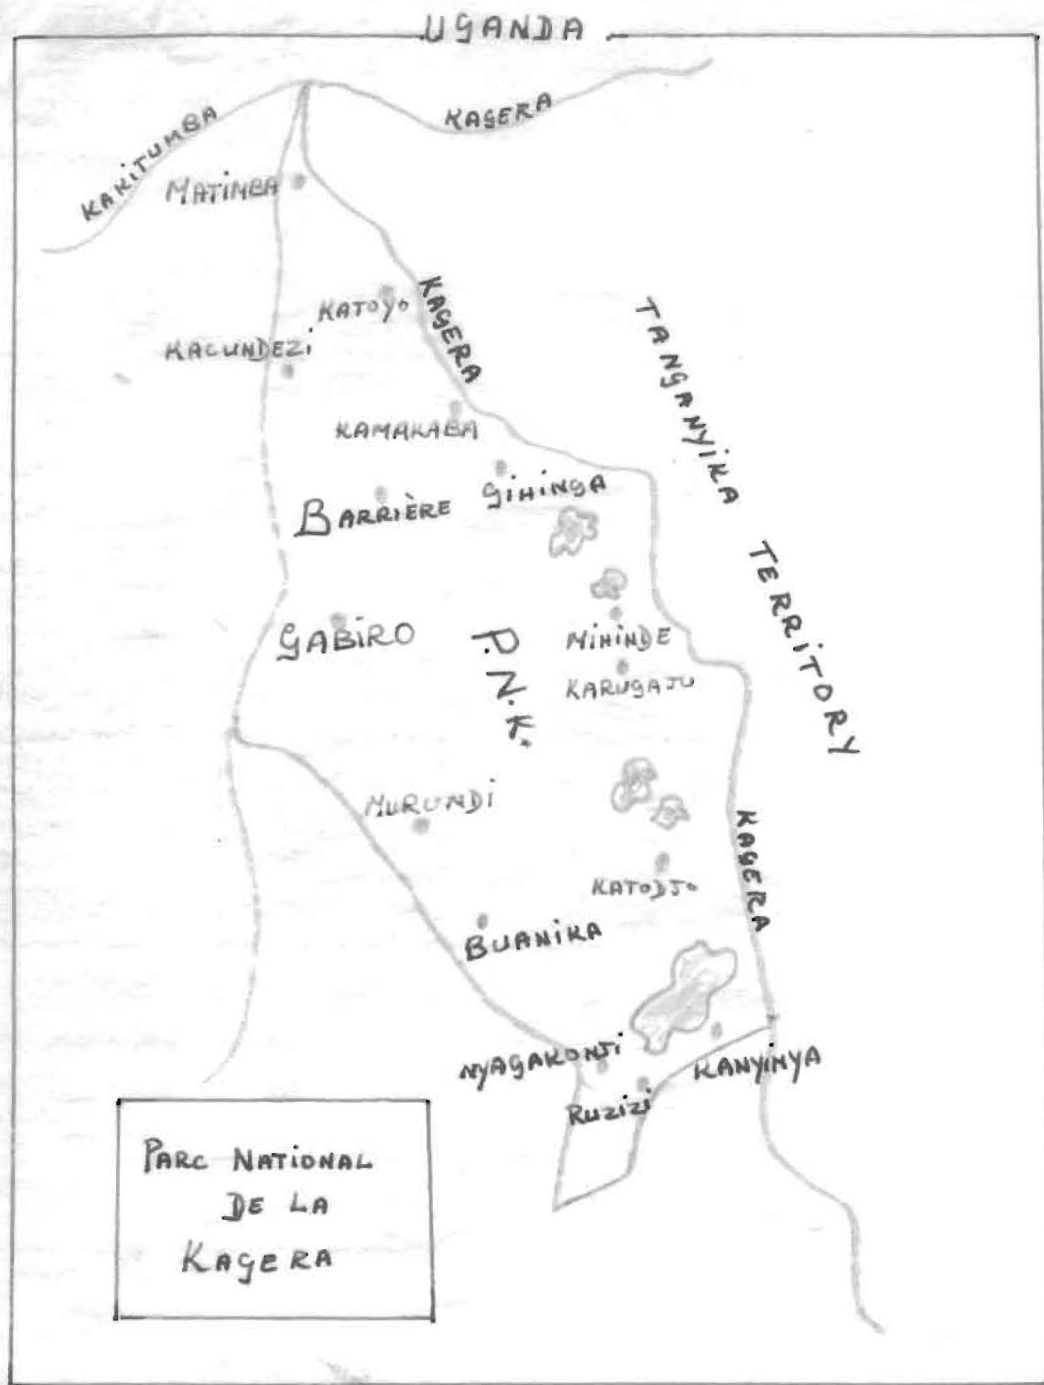 UGANDA
KAKITUMBA
KAGERA
MATIMBA
KATOYO
KAGERA
KACUNDEZI
TANGANYIKA TERRITORY
KAMAKABA
GIHINGA
BARRIÈRE
GABIRO
P.N.K.
MIHINDE
KARUGAJU
MURUNDI
KAGERA
KATODJO
BUANIKA
NYAGAKONJI
KANYINYA
RUZIZI
PARC NATIONAL
DE LA
KAGERA